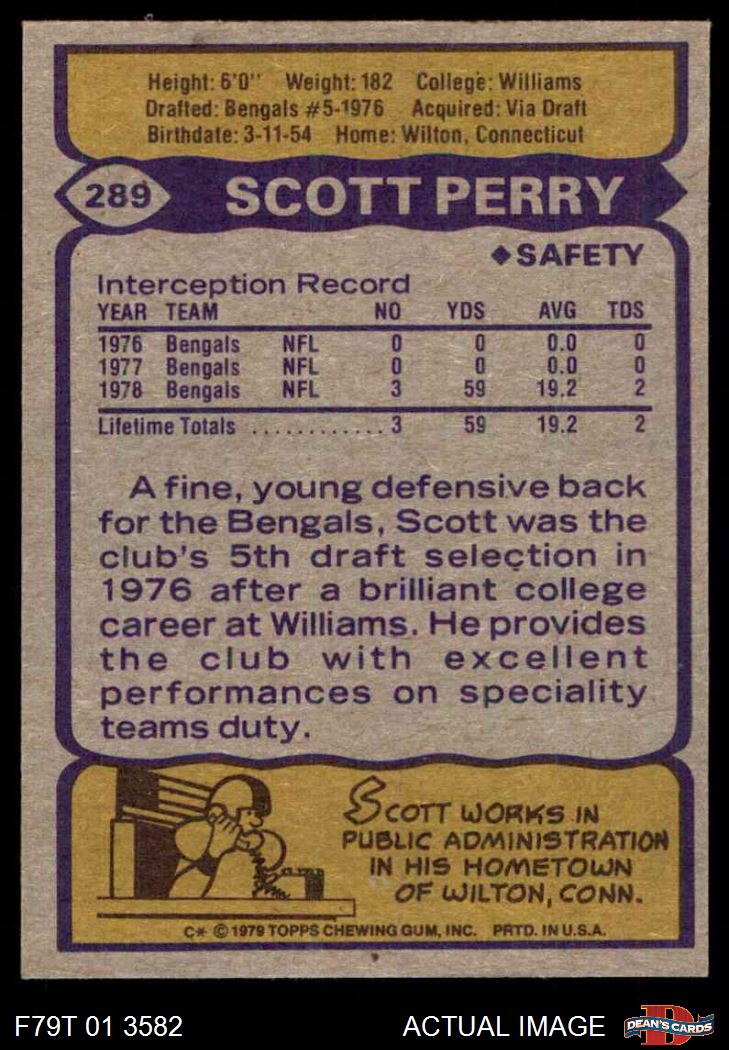 Height: 6'0" Weight: 182 College: Williams
Drafted: Bengals #5-1976 Acquired: Via Draft
Birthdate: 3-11-54 Home: Wilton, Connecticut
289 SCOTT PERRY
◆SAFETY
Interception Record
YEAR TEAM NO YDS AVG TDS
1976 Bengals NFL 0 0 0.0 0
1977 Bengals NFL 0 0 0.0 0
1978 Bengals NFL 3 59 19.2 2
Lifetime Totals . . . . . . . . . . . . 3 59 19.2 2
A fine, young defensive back
for the Bengals, Scott was the
club's 5th draft selection in
1976 after a brilliant college
career at Williams. He provides
the club with excellent
performances on speciality
teams duty.
SCOTT WORKS IN
PUBLIC ADMINISTRATION
IN HIS HOMETOWN
OF WILTON, CONN.
C* © 1979 TOPPS CHEWING GUM, INC. PRTD. IN U.S.A.
F79T 01 3582 ACTUAL IMAGE D DEAN'S CARDS